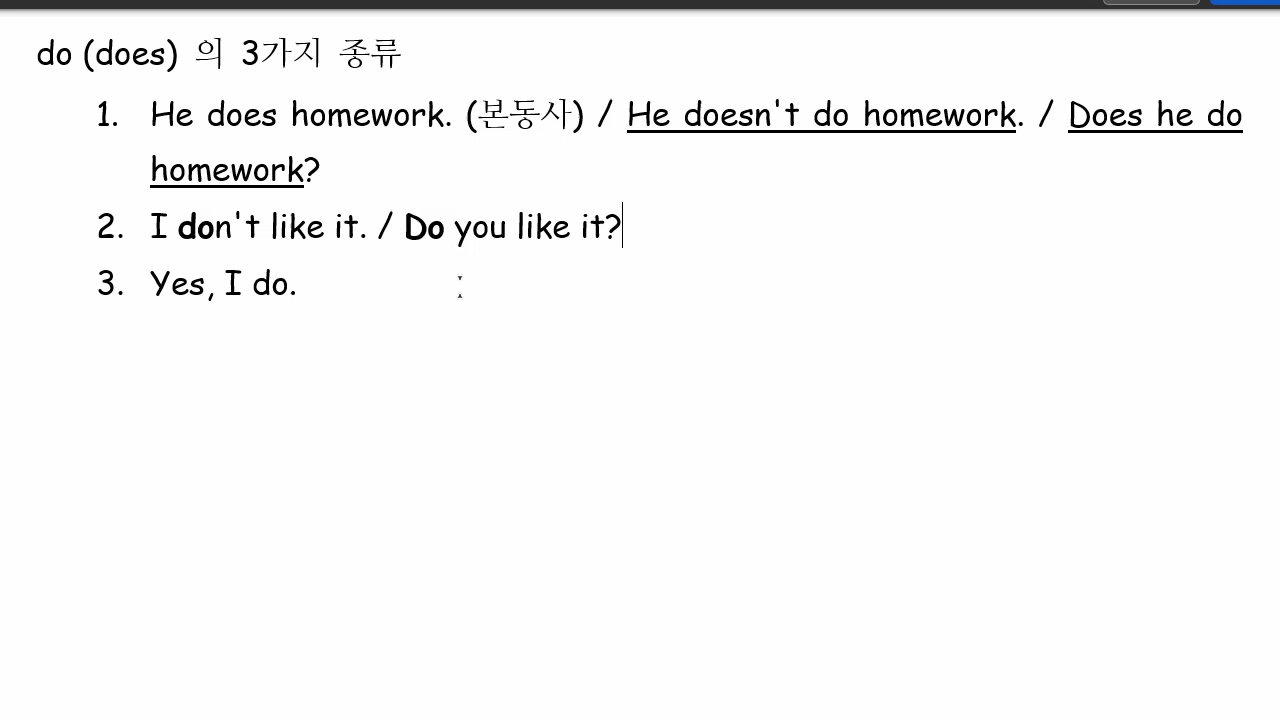 do (does) 의 3가지 종류
1. He does homework. (본동사) / He doesn't do homework. / Does he do
homework?
2. I don't like it. / Do you like it?
3. Yes, I do.